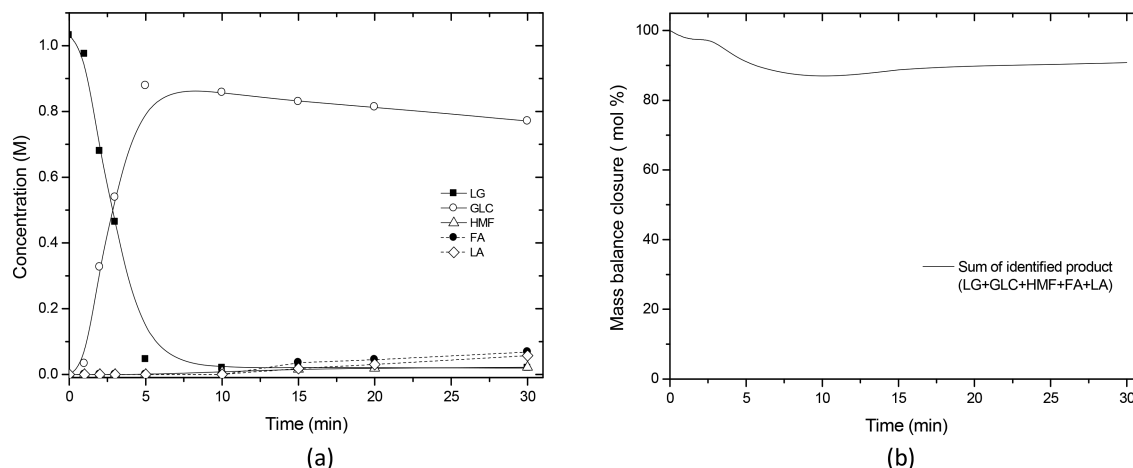 1.0
0.8
0.6
0.4
0.2
0.0
Concentration (M)
0
5
10
15
20
25
30
Time (min)
LG
GLC
HMF
FA
LA
(a)
100
80
60
40
20
0
Mass balance closure ( mol %)
0
5
10
15
20
25
30
Time (min)
Sum of identified product
(LG+GLC+HMF+FA+LA)
(b)